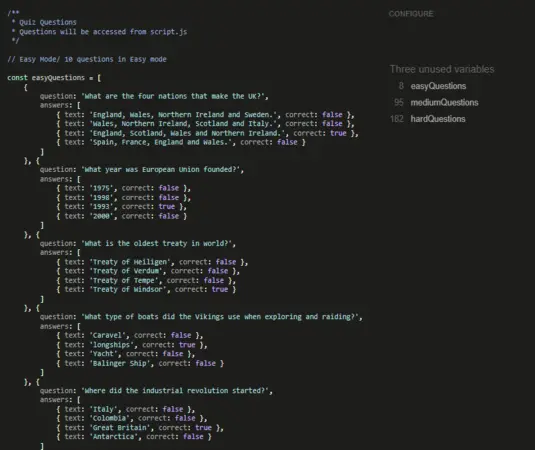 /**
 * Quiz Questions
 * Questions will be accessed from script.js
 */
// Easy Mode/ 10 questions in Easy mode
const easyQuestions = [
    {
        question: 'What are the four nations that make the UK?',
        answers: [
            { text: 'England, Wales, Northern Ireland and Sweden.', correct: false },
            { text: 'Wales, Northern Ireland, Scotland and Italy.', correct: false },
            { text: 'England, Scotland, Wales and Northern Ireland.', correct: true },
            { text: 'Spain, France, England and Wales.', correct: false }
        ]
    }, {
        question: 'What year was European Union founded?',
        answers: [
            { text: '1975', correct: false },
            { text: '1998', correct: false },
            { text: '1993', correct: true },
            { text: '2000', correct: false }
        ]
    }, {
        question: 'What is the oldest treaty in world?',
        answers: [
            { text: 'Treaty of Heiligen', correct: false },
            { text: 'Treaty of Verdum', correct: false },
            { text: 'Treaty of Tempe', correct: false },
            { text: 'Treaty of Windsor', correct: true }
        ]
    }, {
        question: 'What type of boats did the Vikings use when exploring and raiding?',
        answers: [
            { text: 'Caravel', correct: false },
            { text: 'longships', correct: true },
            { text: 'Yacht', correct: false },
            { text: 'Balinger Ship', correct: false }
        ]
    }, {
        question: 'Where did the industrial revolution started?',
        answers: [
            { text: 'Italy', correct: false },
            { text: 'Colombia', correct: false },
            { text: 'Great Britain', correct: true },
            { text: 'Antarctica', correct: false }
        ]
CONFIGURE
Three unused variables
8 easyQuestions
95 mediumQuestions
182 hardQuestions